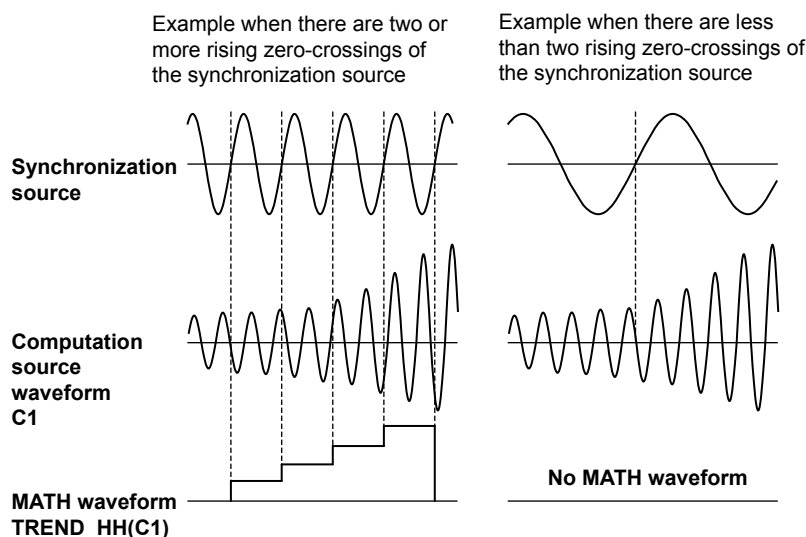 Example when there are two or
more rising zero-crossings of
the synchronization source
Example when there are less
than two rising zero-crossings of
the synchronization source
Synchronization
source
Computation
source
waveform
C1
No MATH waveform
MATH waveform
TREND HH(C1)